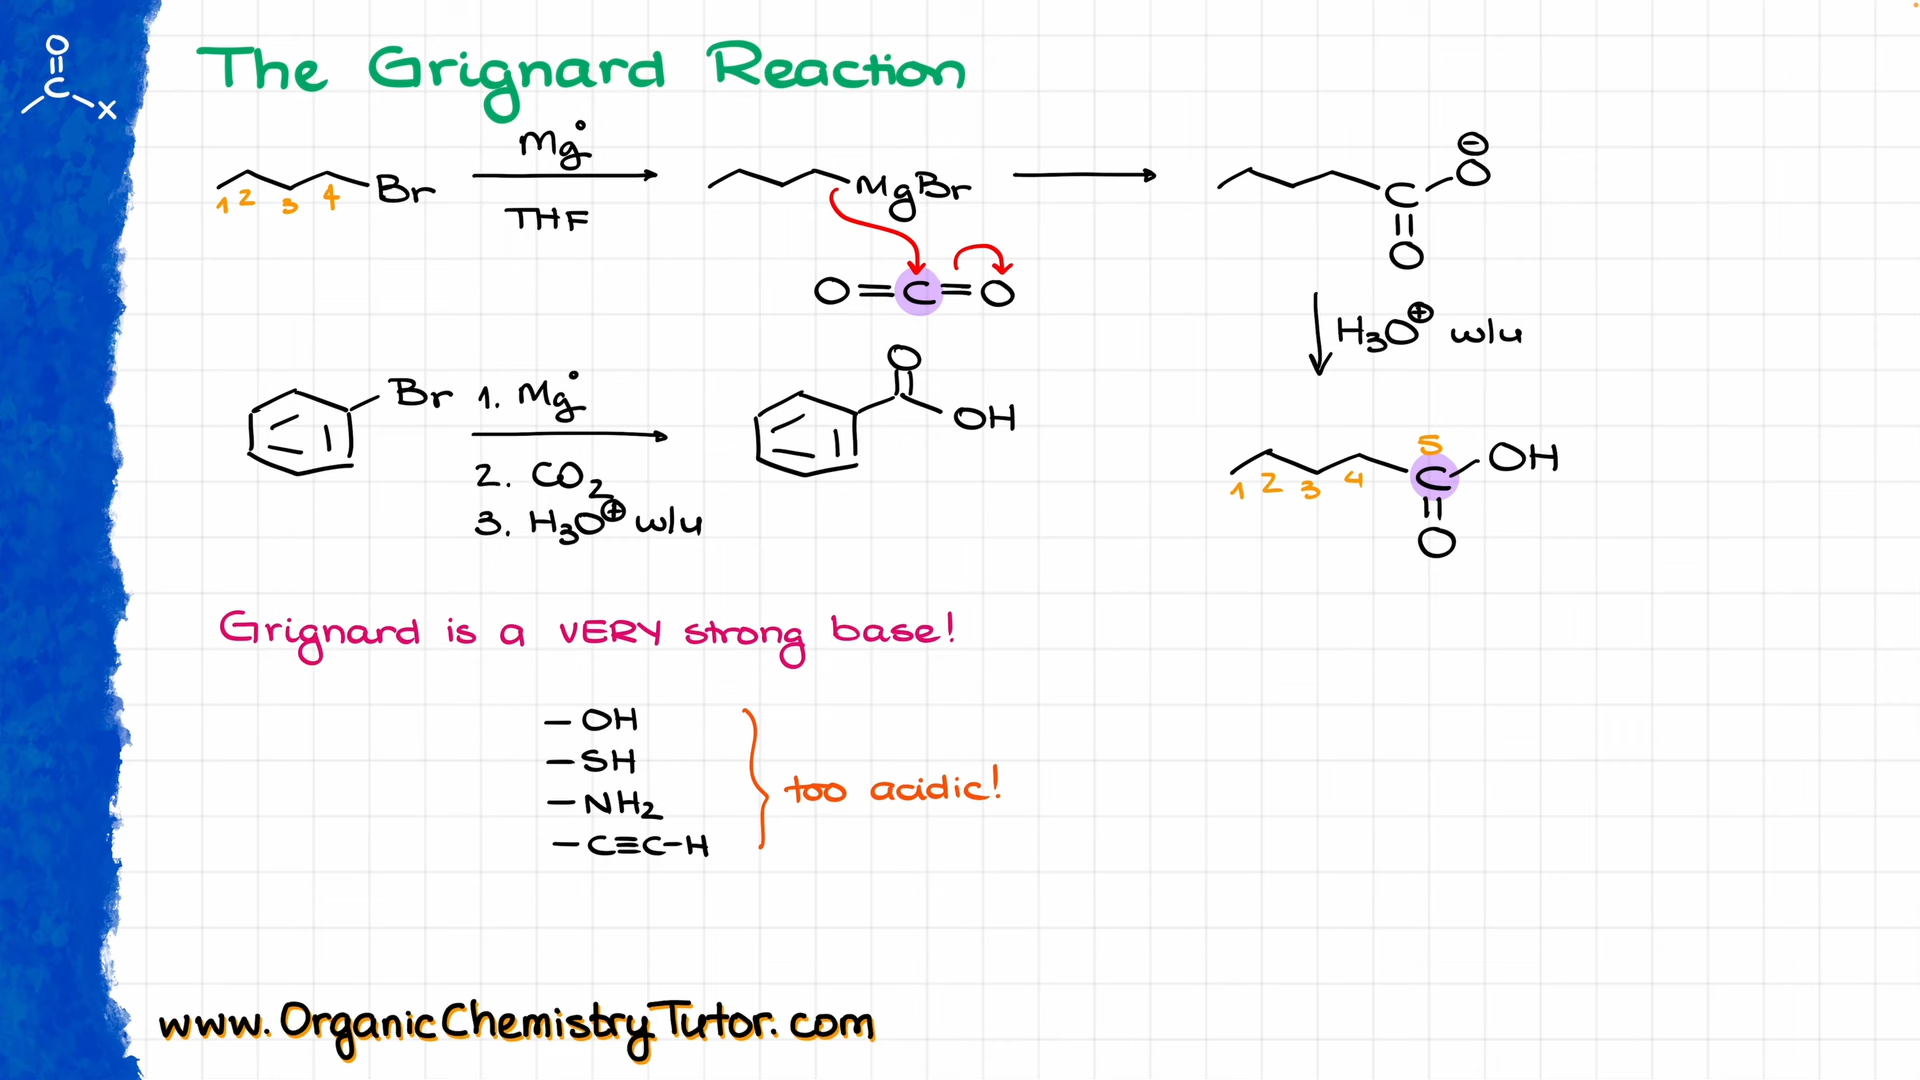 O
C
X
The Grignard Reaction
1 2 3 4 Br
Mg°
THF
MgBr
O=C=O
C O⊖
O
H₃O⊕ w/u
Br
1. Mg°
2. CO₂
3. H₃O⊕ w/u
O
OH
1 2 3 4 5
C OH
O
Grignard is a VERY strong base!
– OH
– SH
– NH₂
– C≡C–H
too acidic!
www.OrganicChemistryTutor.com